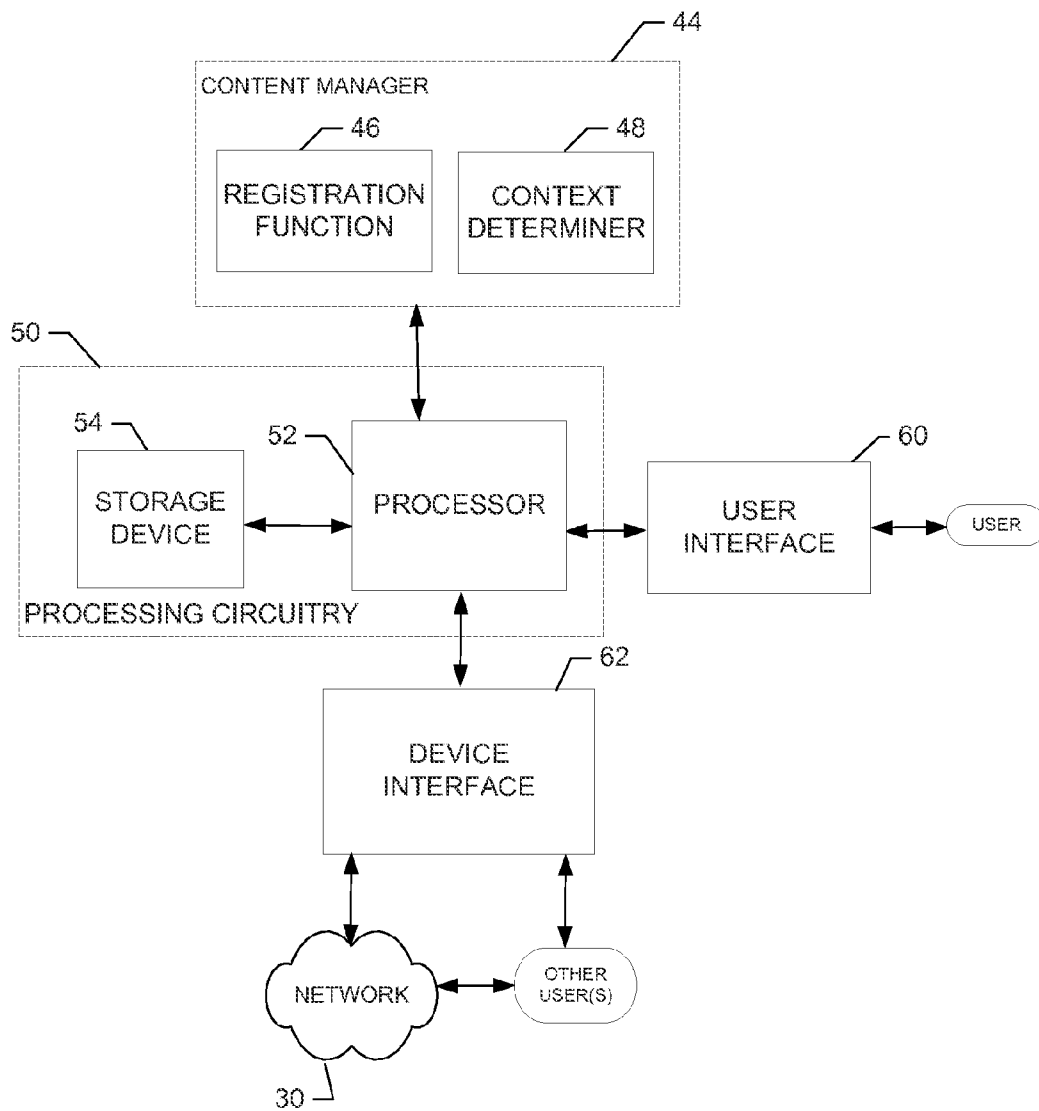 44
CONTENT MANAGER
46
48
REGISTRATION
FUNCTION
CONTEXT
DETERMINER
50
54
52
60
STORAGE
DEVICE
PROCESSOR
USER
INTERFACE
USER
PROCESSING CIRCUITRY
62
DEVICE
INTERFACE
NETWORK
OTHER
USER(S)
30